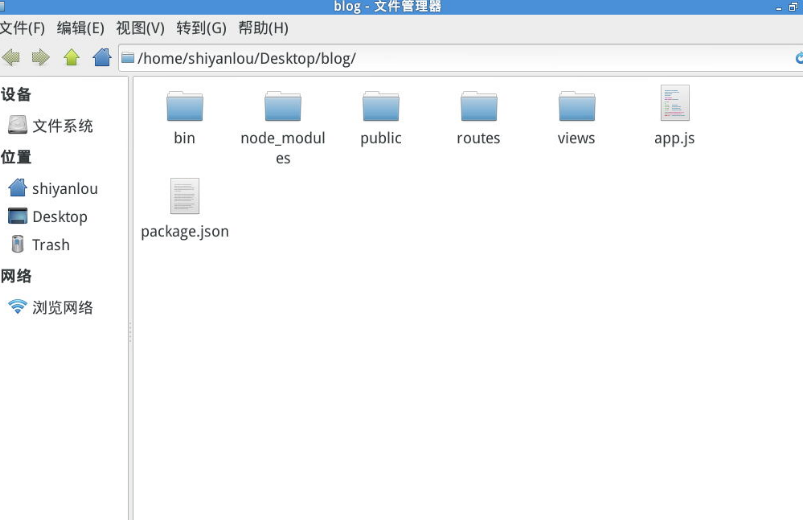 blog - 文件管理器
文件(F) 编辑(E) 视图(V) 转到(G) 帮助(H)
/home/shiyanlou/Desktop/blog/
设备
文件系统
位置
shiyanlou
Desktop
Trash
网络
浏览网络
bin
node_modul
es
public
routes
views
app.js
package.json